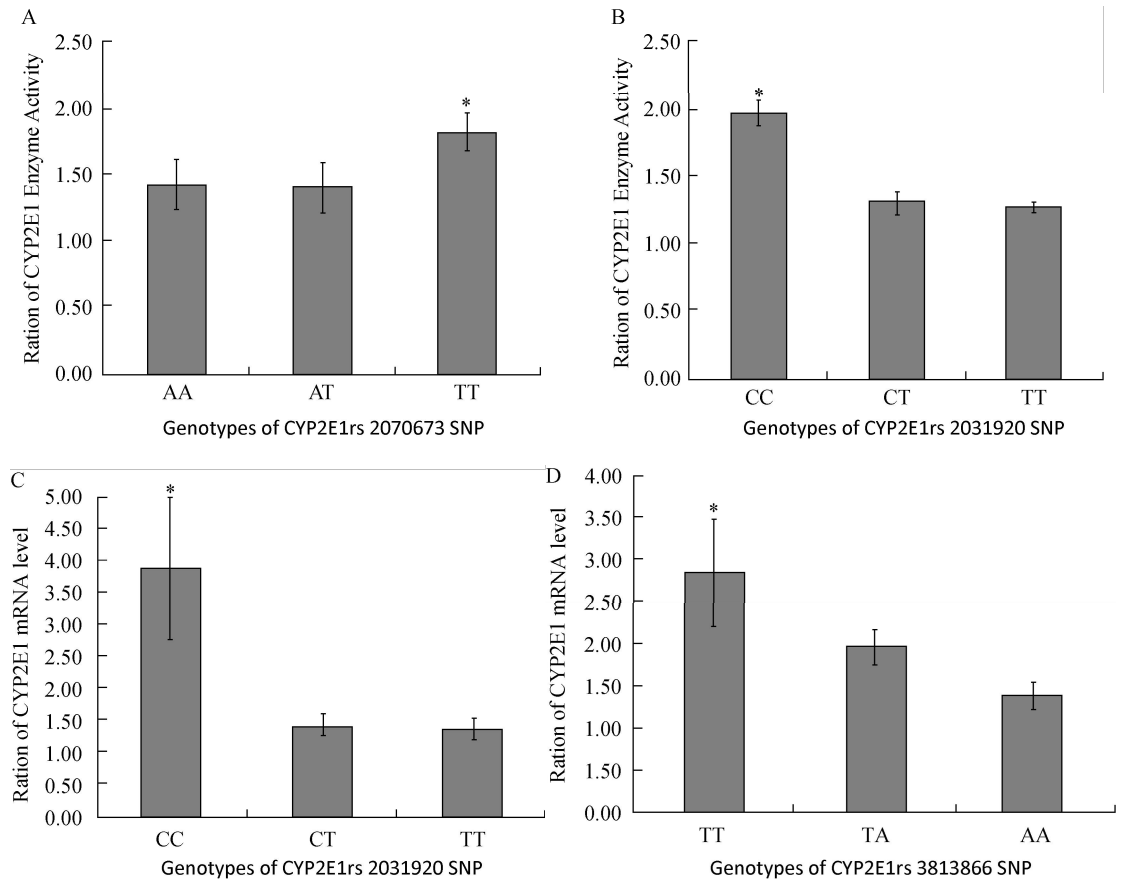 A
Ration of CYP2E1 Enzyme Activity
2.50
2.00
1.50
1.00
0.50
0.00
*
AA AT TT
Genotypes of CYP2E1rs 2070673 SNP
B
Ration of CYP2E1 Enzyme Activity
2.50
2.00
1.50
1.00
0.50
0.00
*
CC CT TT
Genotypes of CYP2E1rs 2031920 SNP
C
Ration of CYP2E1 mRNA level
5.00
4.50
4.00
3.50
3.00
2.50
2.00
1.50
1.00
0.50
0.00
*
CC CT TT
Genotypes of CYP2E1rs 2031920 SNP
D
Ration of CYP2E1 mRNA level
4.00
3.50
3.00
2.50
2.00
1.50
1.00
1.50
0.00
*
TT TA AA
Genotypes of CYP2E1rs 3813866 SNP